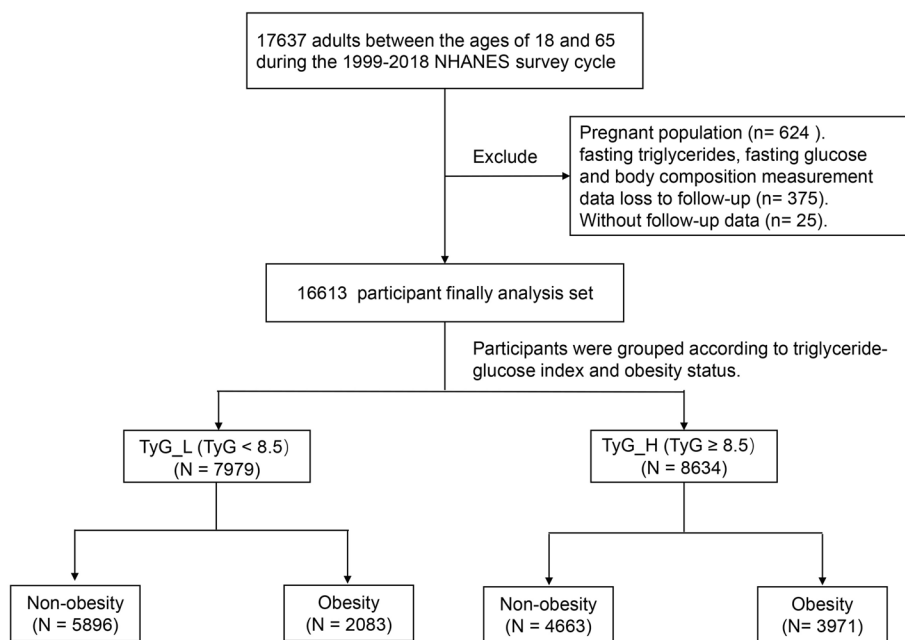 17637 adults between the ages of 18 and 65
during the 1999-2018 NHANES survey cycle
Exclude
Pregnant population (n= 624 ).
fasting triglycerides, fasting glucose
and body composition measurement
data loss to follow-up (n= 375).
Without follow-up data (n= 25).
16613 participant finally analysis set
Participants were grouped according to triglyceride-
glucose index and obesity status.
TyG_L (TyG < 8.5)
(N = 7979)
TyG_H (TyG ≥ 8.5)
(N = 8634)
Non-obesity
(N = 5896)
Obesity
(N = 2083)
Non-obesity
(N = 4663)
Obesity
(N= 3971)